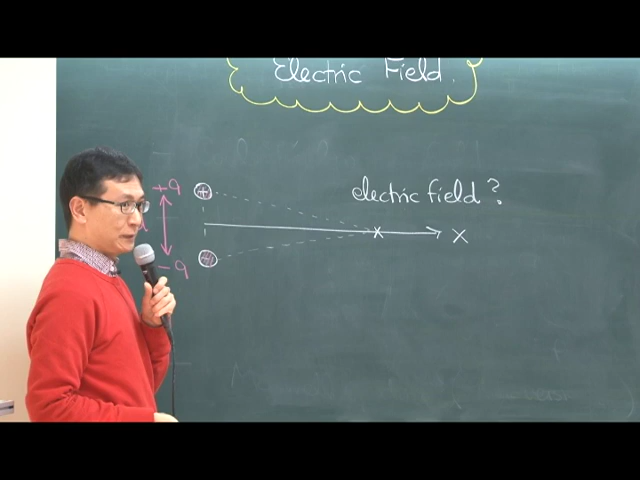 Electric Field.
+q
+
electric field?
d
x
X
-q